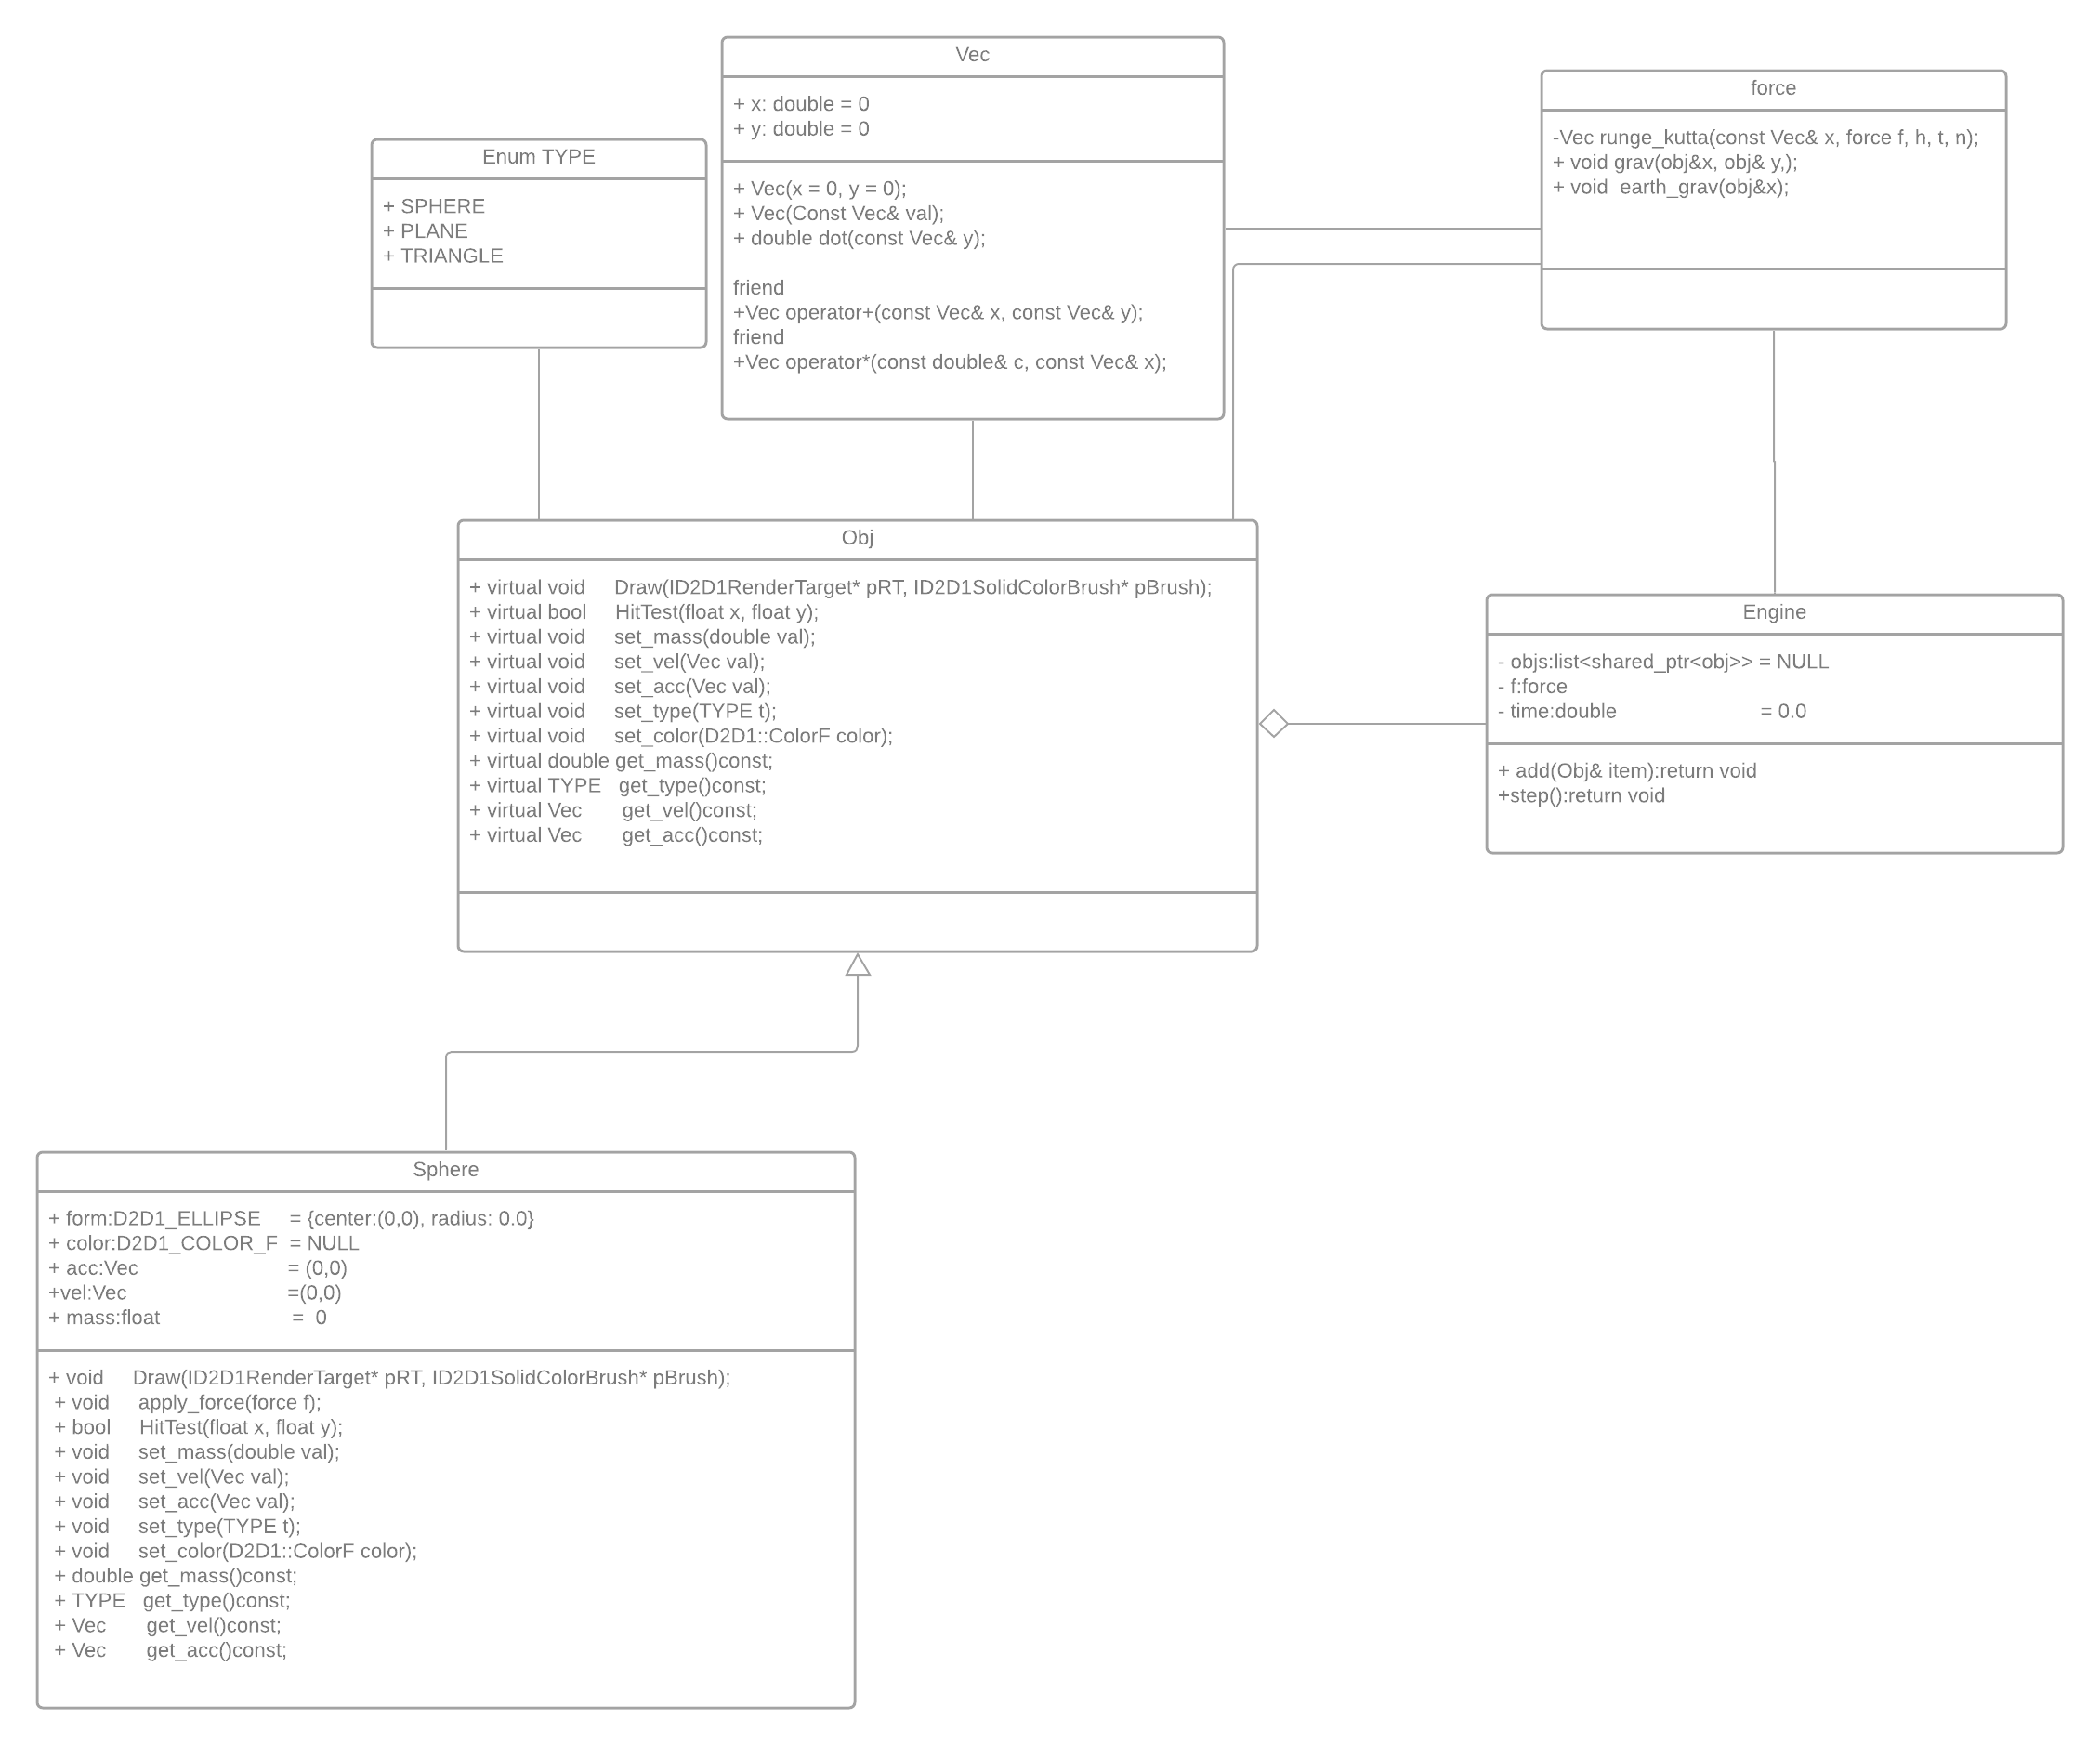 Vec
+ x: double = 0
+ y: double = 0
+ Vec(x = 0, y = 0);
+ Vec(Const Vec& val);
+ double dot(const Vec& y);
friend
+Vec operator+(const Vec& x, const Vec& y);
friend
+Vec operator*(const double& c, const Vec& x);
force
-Vec runge_kutta(const Vec& x, force f, h, t, n);
+ void grav(obj&x, obj& y,);
+ void  earth_grav(obj&x);
Enum TYPE
+ SPHERE
+ PLANE
+ TRIANGLE
Obj
+ virtual void     Draw(ID2D1RenderTarget* pRT, ID2D1SolidColorBrush* pBrush);
+ virtual bool     HitTest(float x, float y);
+ virtual void     set_mass(double val);
+ virtual void     set_vel(Vec val);
+ virtual void     set_acc(Vec val);
+ virtual void     set_type(TYPE t);
+ virtual void     set_color(D2D1::ColorF color);
+ virtual double get_mass()const;
+ virtual TYPE   get_type()const;
+ virtual Vec       get_vel()const;
+ virtual Vec       get_acc()const;
Engine
- objs:list<shared_ptr<obj>> = NULL
- f:force
- time:double                         = 0.0
+ add(Obj& item):return void
+step():return void
Sphere
+ form:D2D1_ELLIPSE     = {center:(0,0), radius: 0.0}
+ color:D2D1_COLOR_F  = NULL
+ acc:Vec                          = (0,0)
+vel:Vec                            =(0,0)
+ mass:float                       =  0
+ void     Draw(ID2D1RenderTarget* pRT, ID2D1SolidColorBrush* pBrush);
+ void     apply_force(force f);
+ bool     HitTest(float x, float y);
+ void     set_mass(double val);
+ void     set_vel(Vec val);
+ void     set_acc(Vec val);
+ void     set_type(TYPE t);
+ void     set_color(D2D1::ColorF color);
+ double get_mass()const;
+ TYPE   get_type()const;
+ Vec       get_vel()const;
+ Vec       get_acc()const;